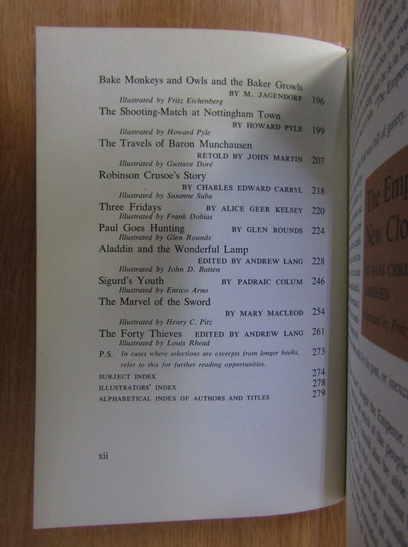 Bake Monkeys and Owls and the Baker Growls
BY M. JAGENDORF 196
Illustrated by Fritz Eichenberg
The Shooting-Match at Nottingham Town
BY HOWARD PYLE 199
Illustrated by Howard Pyle
The Travels of Baron Munchausen
RETOLD BY JOHN MARTIN 207
Illustrated by Gustave Doré
Robinson Crusoe's Story
BY CHARLES EDWARD CARRYL 218
Illustrated by Susanne Suba
Three Fridays BY ALICE GEER KELSEY 220
Illustrated by Frank Dobias
Paul Goes Hunting BY GLEN ROUNDS 224
Illustrated by Glen Rounds
Aladdin and the Wonderful Lamp
EDITED BY ANDREW LANG 228
Illustrated by John D. Batten
Sigurd's Youth BY PADRAIC COLUM 246
Illustrated by Enrico Arno
The Marvel of the Sword
BY MARY MACLEOD 254
Illustrated by Henry C. Pitz
The Forty Thieves EDITED BY ANDREW LANG 261
Illustrated by Louis Rhead
P.S. In cases where selections are excerpts from longer books, 273
refer to this for further reading opportunities.
SUBJECT INDEX 274
ILLUSTRATORS' INDEX 278
ALPHABETICAL INDEX OF AUTHORS AND TITLES 279
xii
The Emp
New Clo
BY HANS CHRIS
ANDERSEN